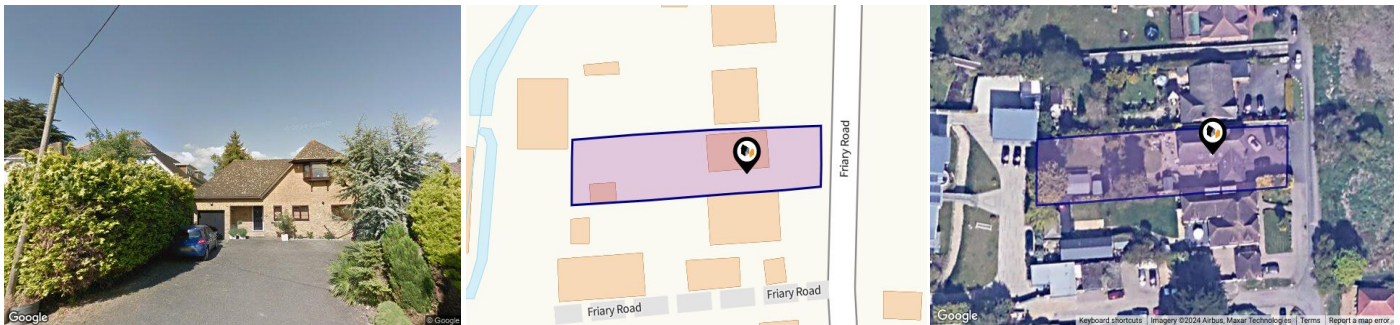 Google
© Google
Friary Road
Friary Road
Friary Road
Google
Keyboard shortcuts
Imagery ©2024 Airbus, Maxar Technologies
Terms
Report a map error